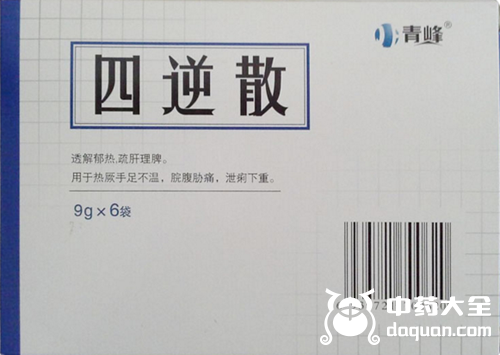 青峰®
四逆散
透解郁热,疏肝理脾。
用于热厥手足不温，脘腹胁痛，泄痢下重。
9g×6袋
中药大全
daquan.com